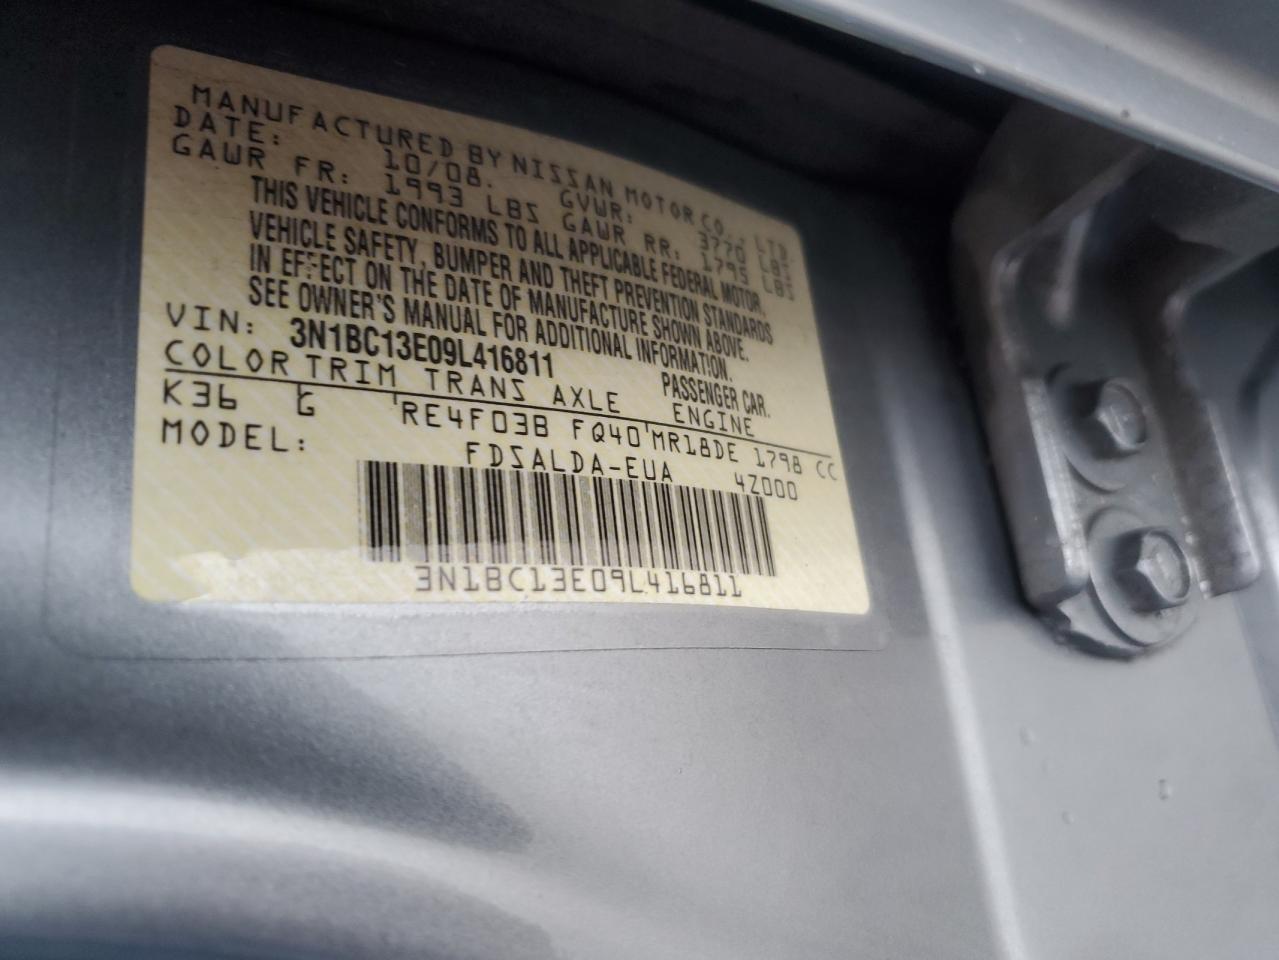 MANUFACTURED BY NISSAN MOTOR CO., LTD
DATE: 10/08. GVWR: 3770 LBS
GAWR FR: 1993 LBS GAWR RR: 1795 LBS
THIS VEHICLE CONFORMS TO ALL APPLICABLE FEDERAL MOTOR
VEHICLE SAFETY, BUMPER AND THEFT PREVENTION STANDARDS
IN EFFECT ON THE DATE OF MANUFACTURE SHOWN ABOVE.
SEE OWNER'S MANUAL FOR ADDITIONAL INFORMATION.
VIN: 3N1BC13E09L416811 PASSENGER CAR.
COLOR TRIM TRANS AXLE ENGINE
K36 G RE4F03B FQ40 MR18DE 1798 CC
MODEL: FDSALDA-EUA 4Z000
3N1BC13E09L416811